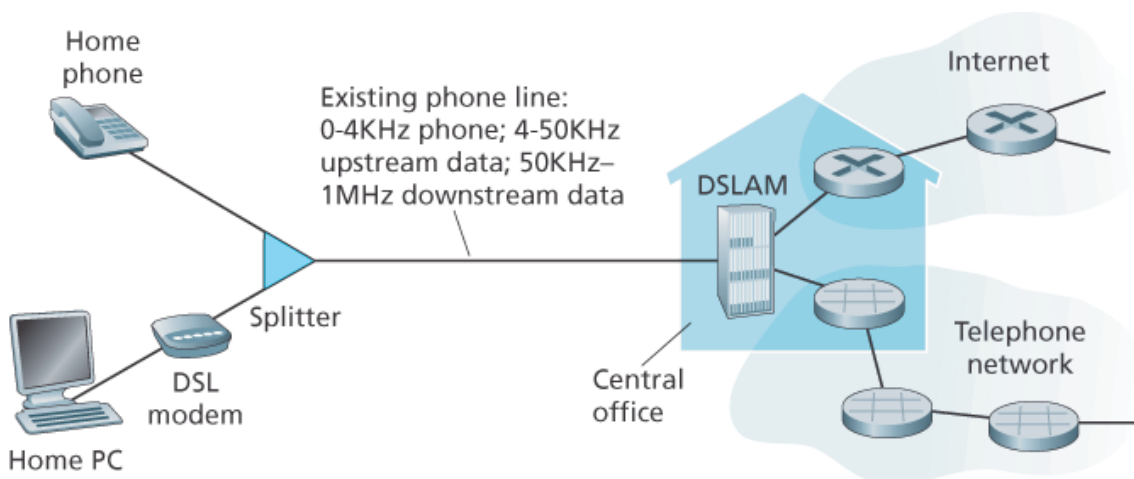 Home
phone
Existing phone line:
0-4KHz phone; 4-50KHz
upstream data; 50KHz–
1MHz downstream data
Internet
DSLAM
Splitter
DSL
modem
Home PC
Central
office
Telephone
network